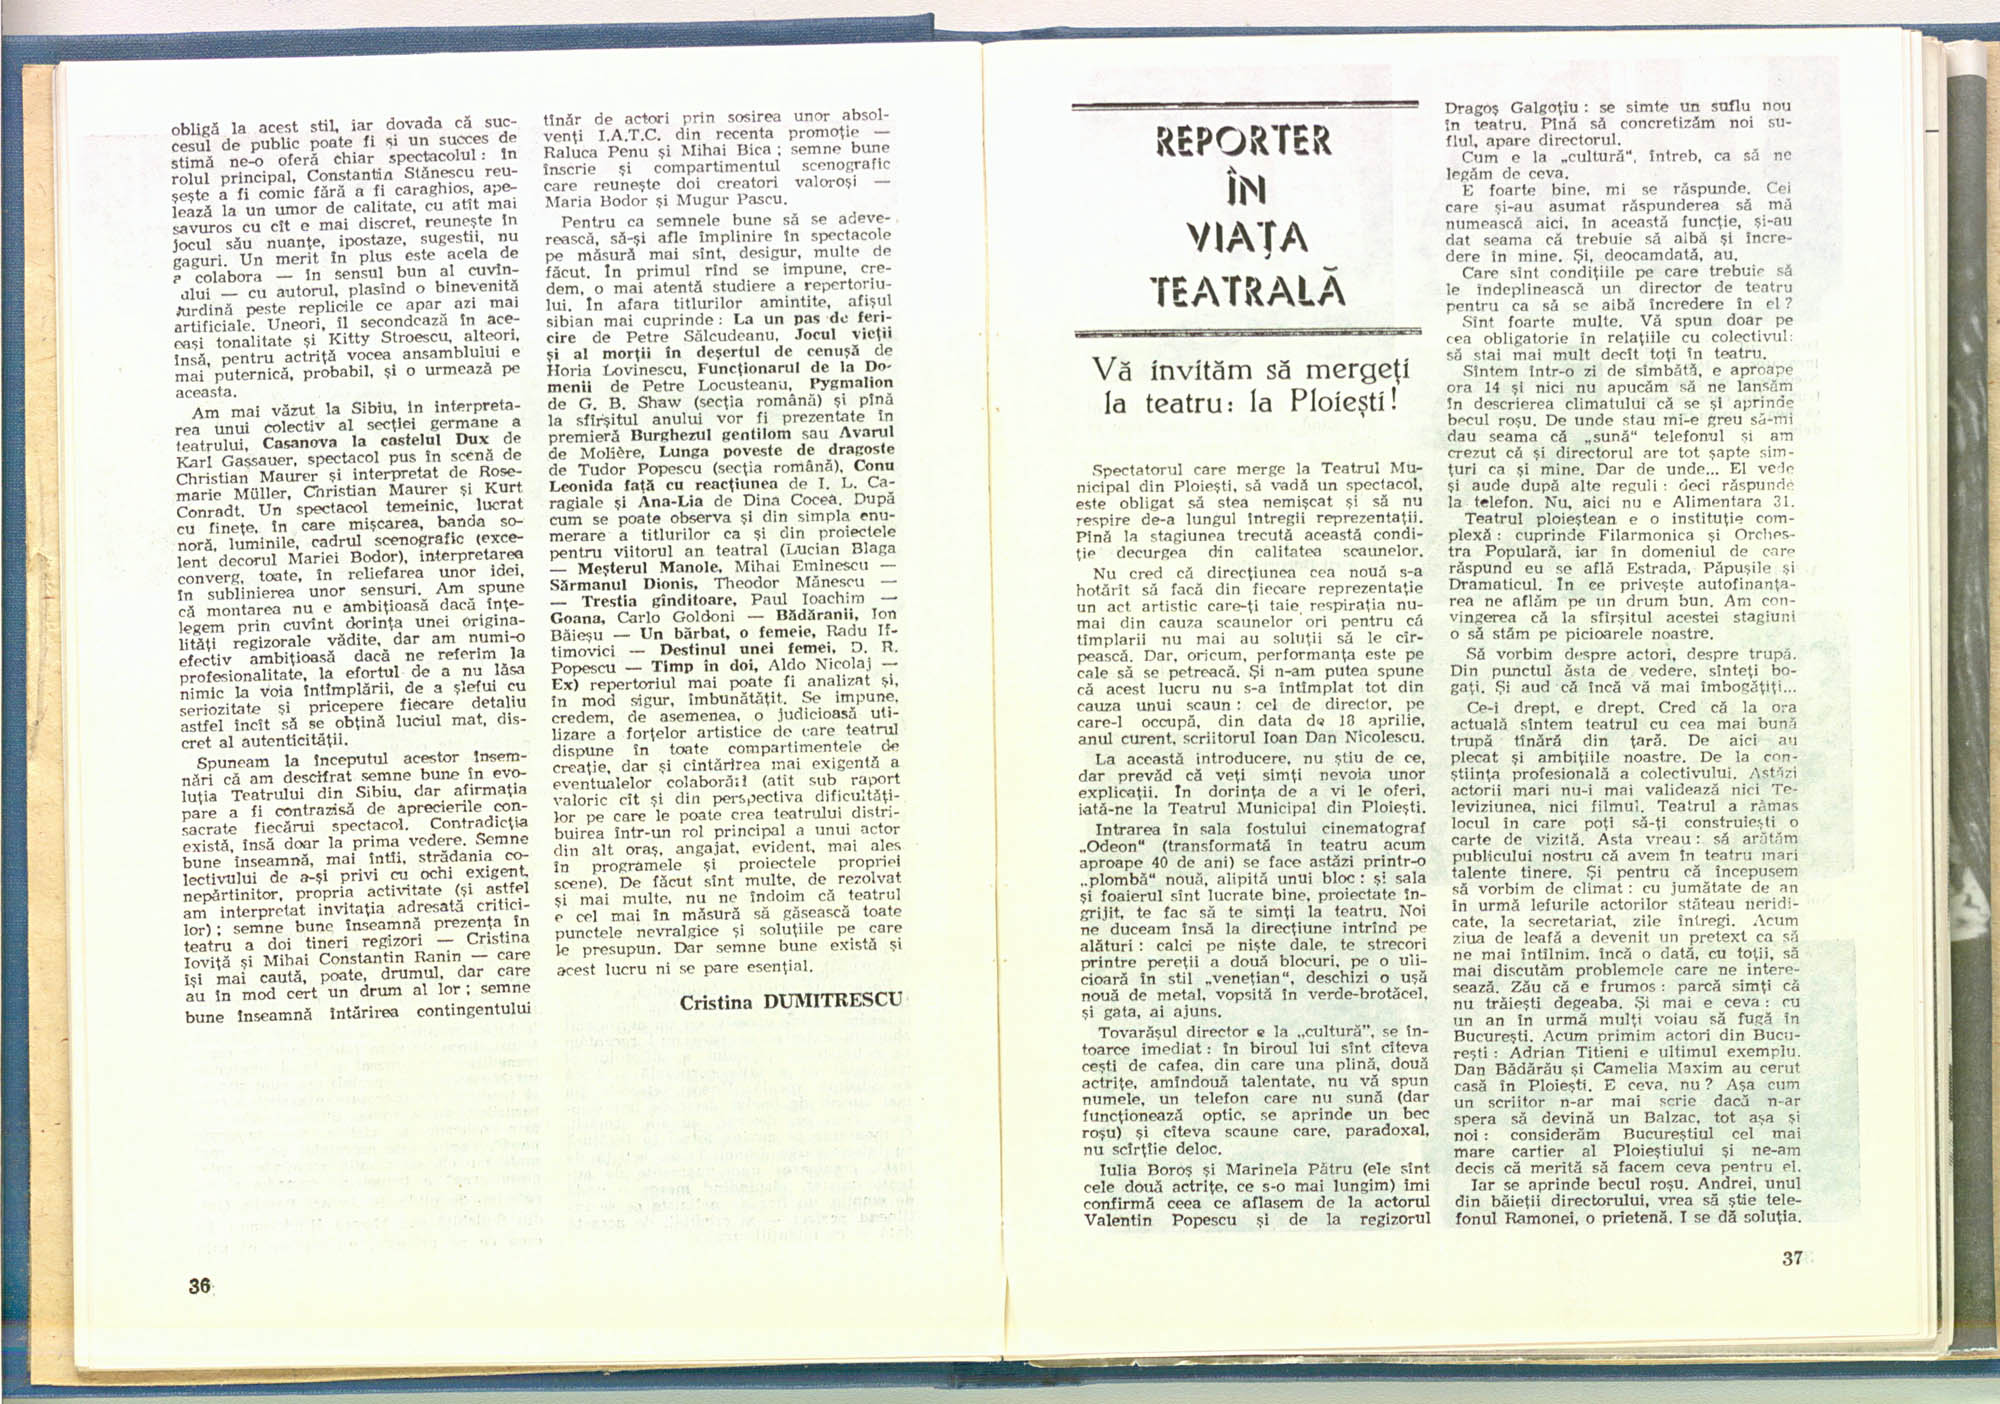 obligă la acest stil, iar dovada că suc-
cesul de public poate fi și un succes de
stimă ne-o oferă chiar spectacolul : în
rolul principal, Constantin Stănescu reu-
șește a fi comic fără a fi caraghios, ape-
lează la un umor de calitate, cu atît mai
savuros cu cît e mai discret, reunește în
jocul său nuanțe, ipostaze, sugestii, nu
gaguri. Un merit în plus este acela de
a colabora — în sensul bun al cuvîn-
ului — cu autorul, plasînd o binevenită
surdină peste replicile ce apar azi mai
artificiale. Uneori, îl secondează în ace-
eași tonalitate și Kitty Stroescu, alteori,
însă, pentru actriță vocea ansamblului e
mai puternică, probabil, și o urmează pe
aceasta.
Am mai văzut la Sibiu, în interpreta-
rea unui colectiv al secției germane a
teatrului, Casanova la castelul Dux de
Karl Gassauer, spectacol pus în scenă de
Christian Maurer și interpretat de Rose-
marie Müller, Christian Maurer și Kurt
Conradt. Un spectacol temeinic, lucrat
cu finețe, în care mișcarea, banda so-
noră, luminile, cadrul scenografic (exce-
lent decorul Mariei Bodor), interpretarea
converg, toate, în reliefarea unor idei,
în sublinierea unor sensuri. Am spune
că montarea nu e ambițioasă dacă înțe-
legem prin cuvînt dorința unei origina-
lități regizorale vădite, dar am numi-o
efectiv ambițioasă dacă ne referim la
profesionalitate, la efortul de a nu lăsa
nimic la voia întîmplării, de a șlefui cu
seriozitate și pricepere fiecare detaliu
astfel încît să se obțină luciul mat, dis-
cret al autenticității.
Spuneam la începutul acestor însem-
nări că am descifrat semne bune în evo-
luția Teatrului din Sibiu, dar afirmația
pare a fi contrazisă de aprecierile con-
sacrate fiecărui spectacol. Contradicția
există, însă doar la prima vedere. Semne
bune înseamnă, mai întîi, strădania co-
lectivului de a-și privi cu ochi exigent,
nepărtinitor, propria activitate (și astfel
am interpretat invitația adresată critici-
lor) ; semne bune înseamnă prezența în
teatru a doi tineri regizori — Cristina
Ioviță și Mihai Constantin Ranin — care
își mai caută, poate, drumul, dar care
au în mod cert un drum al lor ; semne
bune înseamnă întărirea contingentului
tînăr de actori prin sosirea unor absol-
venți I.A.T.C. din recenta promoție —
Raluca Penu și Mihai Bica ; semne bune
înscrie și compartimentul scenografic
care reunește doi creatori valoroși —
Maria Bodor și Mugur Pascu.
Pentru ca semnele bune să se adeve-
rească, să-și afle împlinire în spectacole
pe măsură mai sînt, desigur, multe de
făcut. În primul rînd se impune, cre-
dem, o mai atentă studiere a repertoriu-
lui. În afara titlurilor amintite, afișul
sibian mai cuprinde : La un pas de feri-
cire de Petre Sălcudeanu, Jocul vieții
și al morții în deșertul de cenușă de
Horia Lovinescu, Funcționarul de la Do-
menii de Petre Locusteanu, Pygmalion
de G. B. Shaw (secția română) și pînă
la sfîrșitul anului vor fi prezentate în
premieră Burghezul gentilom sau Avarul
de Molière, Lunga poveste de dragoste
de Tudor Popescu (secția română), Conu
Leonida față cu reacțiunea de I. L. Ca-
ragiale și Ana-Lia de Dina Cocea. După
cum se poate observa și din simpla enu-
merare a titlurilor ca și din proiectele
pentru viitorul an teatral (Lucian Blaga
— Meșterul Manole, Mihai Eminescu —
Sărmanul Dionis, Theodor Mănescu —
— Trestia gînditoare, Paul Ioachim —
Goana, Carlo Goldoni — Bădăranii, Ion
Băieșu — Un bărbat, o femeie, Radu If-
timovici — Destinul unei femei, D. R.
Popescu — Timp în doi, Aldo Nicolaj —
Ex) repertoriul mai poate fi analizat și,
în mod sigur, îmbunătățit. Se impune,
credem, de asemenea, o judicioasă uti-
lizare a forțelor artistice de care teatrul
dispune în toate compartimentele de
creație, dar și cîntărirea mai exigentă a
eventualelor colaborări (atît sub raport
valoric cît și din perspectiva dificultăți-
lor pe care le poate crea teatrului distri-
buirea într-un rol principal a unui actor
din alt oraș, angajat, evident, mai ales
în programele și proiectele propriei
scene). De făcut sînt multe, de rezolvat
și mai multe, nu ne îndoim că teatrul
e cel mai în măsură să găsească toate
punctele nevralgice și soluțiile pe care
le presupun. Dar semne bune există și
acest lucru ni se pare esențial.
Cristina DUMITRESCU
36
REPORTER
ÎN
VIAȚA
TEATRALĂ
Vă invităm să mergeți
la teatru: la Ploiești!
Spectatorul care merge la Teatrul Mu-
nicipal din Ploiești, să vadă un spectacol,
este obligat să stea nemișcat și să nu
respire de-a lungul întregii reprezentații.
Pînă la stagiunea trecută această condi-
ție decurgea din calitatea scaunelor.
Nu cred că direcțiunea cea nouă s-a
hotărît să facă din fiecare reprezentație
un act artistic care-ți taie respirația nu-
mai din cauza scaunelor ori pentru că
tîmplarii nu mai au soluții să le cîr-
pească. Dar, oricum, performanța este pe
cale să se petreacă. Și n-am putea spune
că acest lucru nu s-a întîmplat tot din
cauza unui scaun : cel de director, pe
care-l occupă, din data de 18 aprilie,
anul curent, scriitorul Ioan Dan Nicolescu.
La această introducere, nu știu de ce,
dar prevăd că veți simți nevoia unor
explicații. În dorința de a vi le oferi,
iată-ne la Teatrul Municipal din Ploiești.
Intrarea în sala fostului cinematograf
„Odeon“ (transformată în teatru acum
aproape 40 de ani) se face astăzi printr-o
„plombă“ nouă, alipită unui bloc : și sala
și foaierul sînt lucrate bine, proiectate în-
grijit, te fac să te simți la teatru. Noi
ne duceam însă la direcțiune intrînd pe
alături : calci pe niște dale, te strecori
printre pereții a două blocuri, pe o uli-
cioară în stil „venețian“, deschizi o ușă
nouă de metal, vopsită în verde-brotăcel,
și gata, ai ajuns.
Tovarășul director e la „cultură”, se în-
toarce imediat : în biroul lui sînt cîteva
cești de cafea, din care una plină, două
actrițe, amîndouă talentate, nu vă spun
numele, un telefon care nu sună (dar
funcționează optic, se aprinde un bec
roșu) și cîteva scaune care, paradoxal,
nu scîrțîie deloc.
Iulia Boroș și Marinela Pătru (ele sînt
cele două actrițe, ce s-o mai lungim) îmi
confirmă ceea ce aflasem de la actorul
Valentin Popescu și de la regizorul
Dragoș Galgoțiu : se simte un suflu nou
în teatru. Pînă să concretizăm noi su-
flul, apare directorul.
Cum e la „cultură“, întreb, ca să ne
legăm de ceva.
E foarte bine, mi se răspunde. Cei
care și-au asumat răspunderea să mă
numească aici, în această funcție, și-au
dat seama că trebuie să aibă și încre-
dere în mine. Și, deocamdată, au.
Care sînt condițiile pe care trebuie să
le îndeplinească un director de teatru
pentru ca să se aibă încredere în el ?
Sînt foarte multe. Vă spun doar pe
cea obligatorie în relațiile cu colectivul:
să stai mai mult decît toți în teatru.
Sîntem într-o zi de sîmbătă, e aproape
ora 14 și nici nu apucăm să ne lansăm
în descrierea climatului că se și aprinde
becul roșu. De unde stau mi-e greu să-mi
dau seama că „sună“ telefonul și am
crezut că și directorul are tot șapte sim-
țuri ca și mine. Dar de unde... El vede
și aude după alte reguli : deci răspunde
la telefon. Nu, aici nu e Alimentara 31.
Teatrul ploieștean e o instituție com-
plexă : cuprinde Filarmonica și Orches-
tra Populară, iar în domeniul de care
răspund eu se află Estrada, Păpușile și
Dramaticul. În ce privește autofinanța-
rea ne aflăm pe un drum bun. Am con-
vingerea că la sfîrșitul acestei stagiuni
o să stăm pe picioarele noastre.
Să vorbim despre actori, despre trupă.
Din punctul ăsta de vedere, sînteți bo-
gați. Și aud că încă vă mai îmbogățiți...
Ce-i drept, e drept. Cred că la ora
actuală sîntem teatrul cu cea mai bună
trupă tînără din țară. De aici au
plecat și ambițiile noastre. De la con-
știința profesională a colectivului. Astăzi
actorii mari nu-i mai validează nici Te-
leviziunea, nici filmul. Teatrul a rămas
locul în care poți să-ți construiești o
carte de vizită. Asta vreau : să arătăm
publicului nostru că avem în teatru mari
talente tinere. Și pentru că începusem
să vorbim de climat : cu jumătate de an
în urmă lefurile actorilor stăteau neridi-
cate, la secretariat, zile întregi. Acum
ziua de leafă a devenit un pretext ca să
ne mai întîlnim, încă o dată, cu toții, să
mai discutăm problemele care ne intere-
sează. Zău că e frumos : parcă simți că
nu trăiești degeaba. Și mai e ceva : cu
un an în urmă mulți voiau să fugă în
București. Acum primim actori din Bucu-
rești : Adrian Titieni e ultimul exemplu.
Dan Bădărău și Camelia Maxim au cerut
casă în Ploiești. E ceva, nu ? Așa cum
un scriitor n-ar mai scrie dacă n-ar
spera să devină un Balzac, tot așa și
noi : considerăm Bucureștiul cel mai
mare cartier al Ploieștiului și ne-am
decis că merită să facem ceva pentru el.
Iar se aprinde becul roșu. Andrei, unul
din băieții directorului, vrea să știe tele-
fonul Ramonei, o prietenă. I se dă soluția.
37